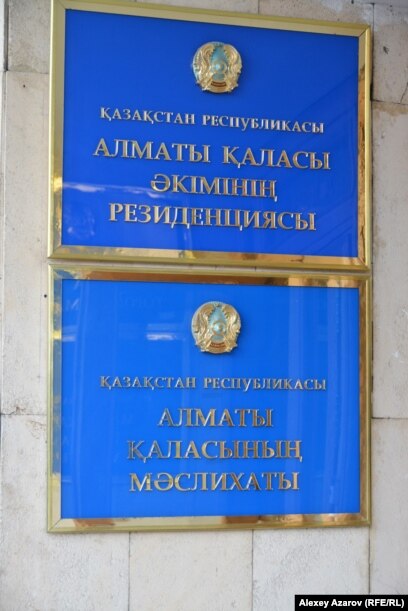 ҚАЗАҚСТАН РЕСПУБЛИКАСЫ
АЛМАТЫ ҚАЛАСЫ
ӘКІМІНІҢ
РЕЗИДЕНЦИЯСЫ
ҚАЗАҚСТАН РЕСПУБЛИКАСЫ
АЛМАТЫ
ҚАЛАСЫНЫҢ
МӘСЛИХАТЫ
Alexey Azarov (RFE/RL)